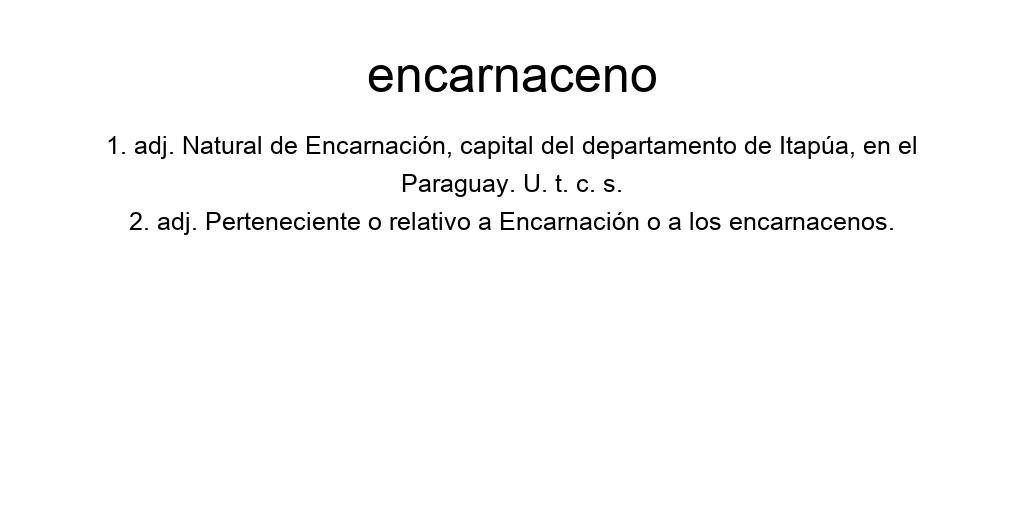 encarnaceno
1. adj. Natural de Encarnación, capital del departamento de Itapúa, en el
Paraguay. U. t. c. s.
2. adj. Perteneciente o relativo a Encarnación o a los encarnacenos.